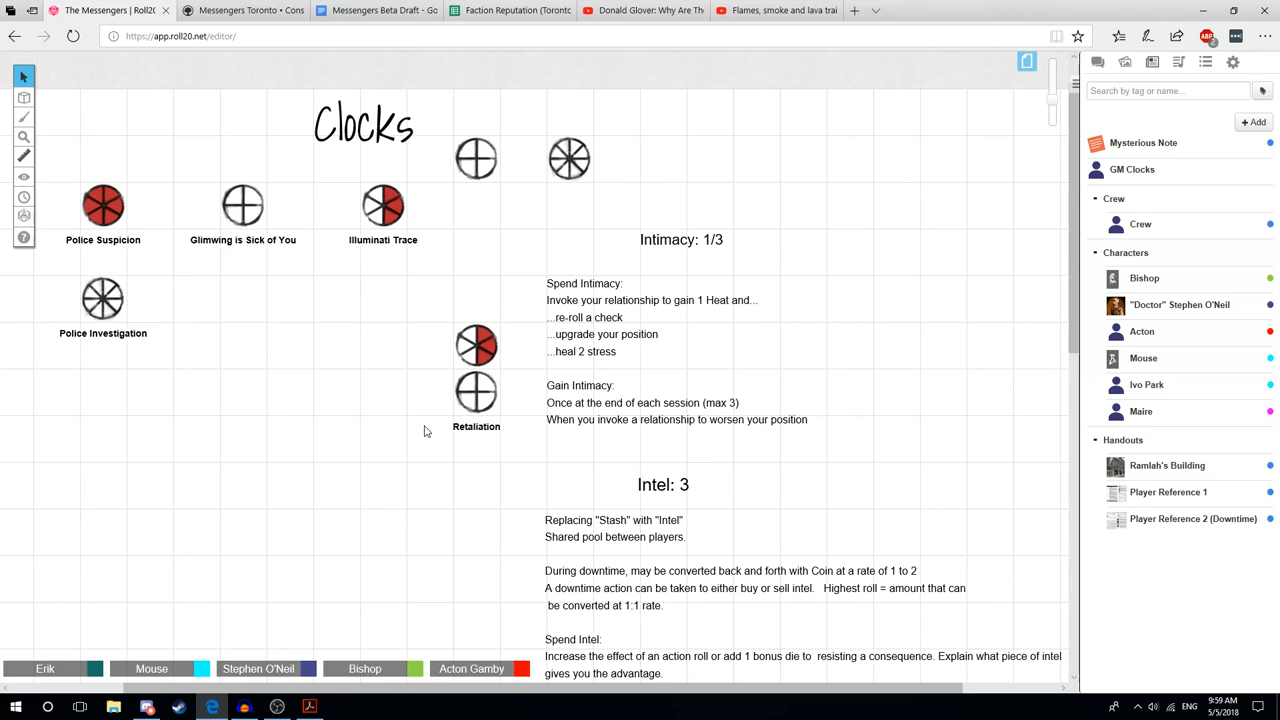 The Messengers | Roll20
Messengers Toronto • Cons
Messengers Beta Draft - Go
Faction Reputation (Toront
Donald Glover: Why Are Th
Flames, smoke and lava trai
https://app.roll20.net/editor/
ABP
2
Search by tag or name...
+ Add
Clocks
Mysterious Note
GM Clocks
Crew
Crew
Characters
Bishop
"Doctor" Stephen O'Neil
Acton
Mouse
Ivo Park
Maire
Handouts
Ramlah's Building
Player Reference 1
Player Reference 2 (Downtime)
Police Suspicion
Glimwing is Sick of You
Illuminati Trace
Police Investigation
Retaliation
Intimacy: 1/3
Spend Intimacy:
Invoke your relationship to gain 1 Heat and...
...re-roll a check
...upgrade your position
...heal 2 stress
Gain Intimacy:
Once at the end of each session (max 3)
When you invoke a relationship to worsen your position
Intel: 3
Replacing "Stash" with "Intel"
Shared pool between players.
During downtime, may be converted back and forth with Coin at a rate of 1 to 2
A downtime action can be taken to either buy or sell intel. Highest roll = amount that can
be converted at 1:1 rate.
Spend Intel:
Increase the effect of an action roll or add 1 bonus die to resisting a consequence. Explain what piece of intel
gives you the advantage.
Erik
Mouse
Stephen O'Neil
Bishop
Acton Gamby
ENG
9:59 AM
5/5/2018